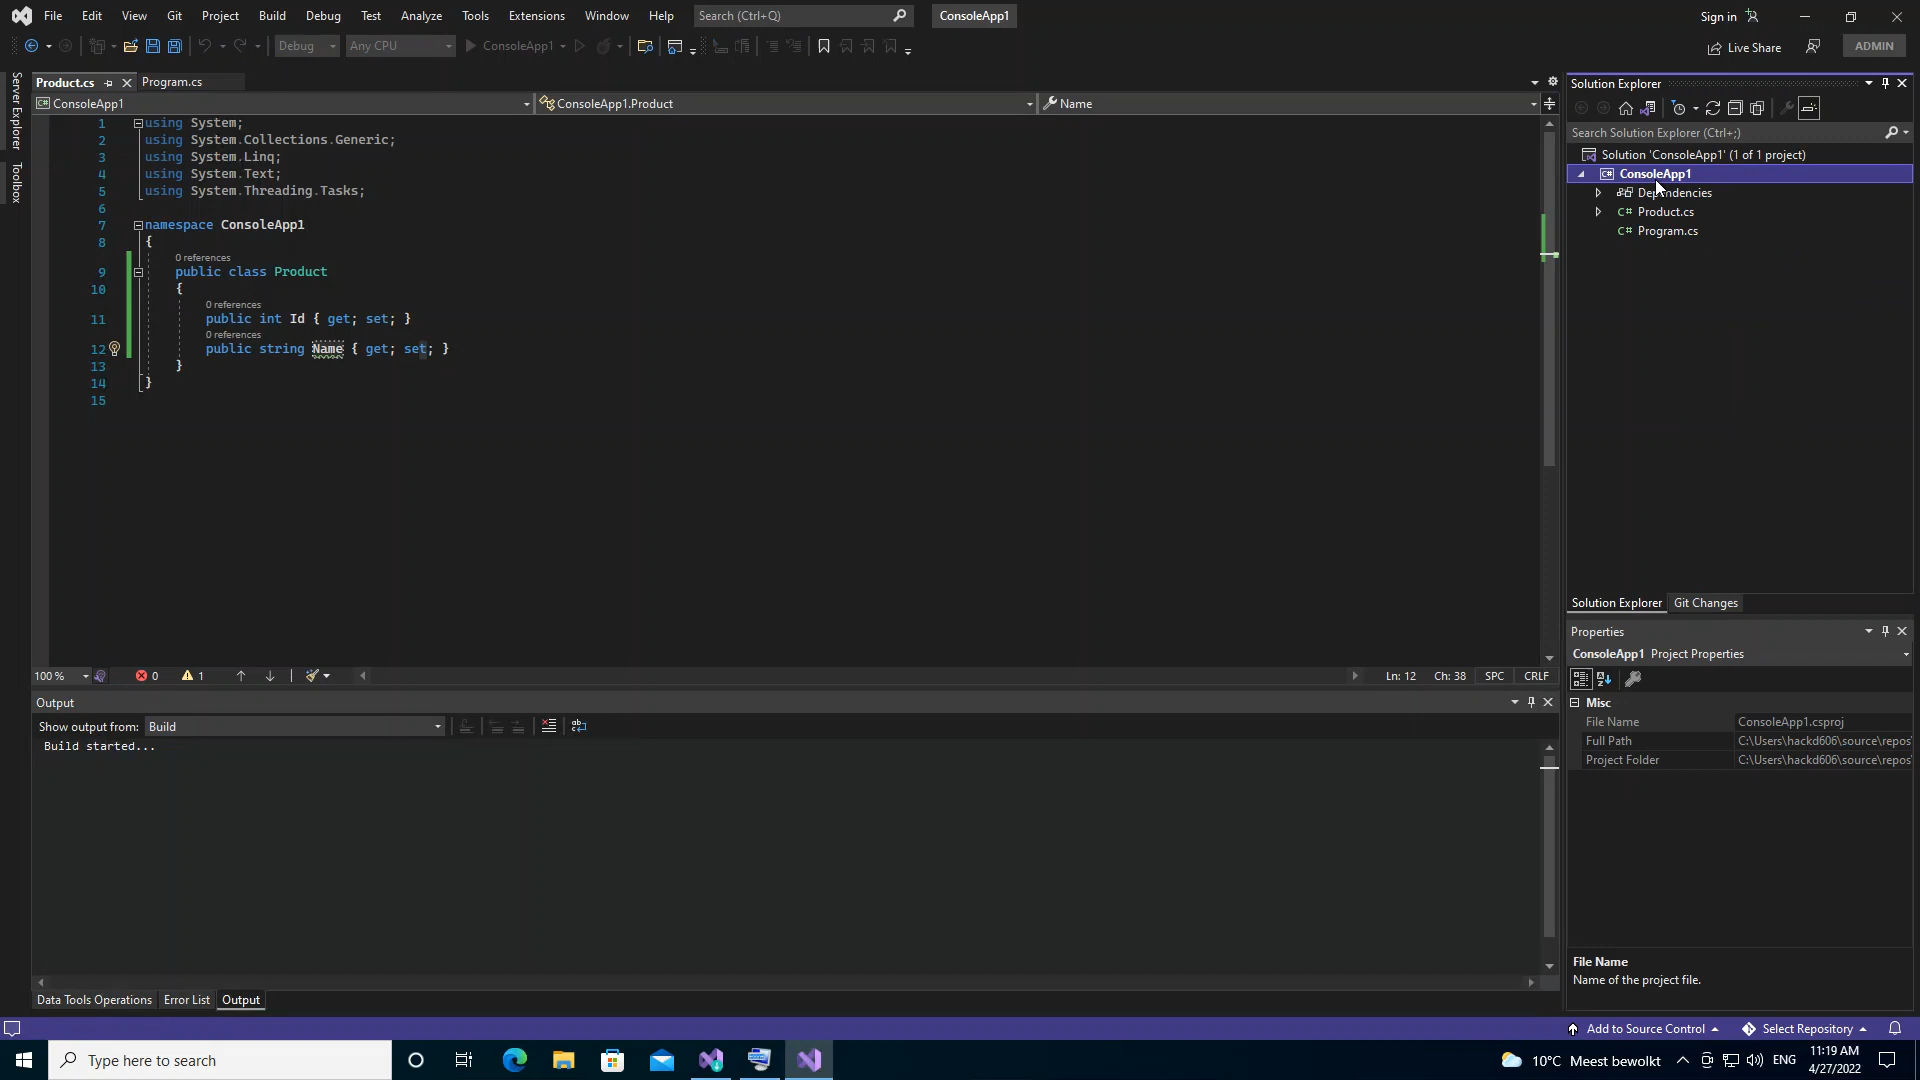 File Edit View Git Project Build Debug Test Analyze Tools Extensions Window Help Search (Ctrl+Q) ConsoleApp1 Sign in
Debug Any CPU ConsoleApp1 Live Share ADMIN
Server Explorer
Toolbox
Product.cs Program.cs
ConsoleApp1 ConsoleApp1.Product Name
1 using System;
2 using System.Collections.Generic;
3 using System.Linq;
4 using System.Text;
5 using System.Threading.Tasks;
6
7 namespace ConsoleApp1
8 {
0 references
9 public class Product
10 {
0 references
11 public int Id { get; set; }
0 references
12 public string Name { get; set; }
13 }
14 }
15
100 % 0 1 Ln: 12 Ch: 38 SPC CRLF
Output
Show output from: Build
Build started...
Data Tools Operations Error List Output
Solution Explorer
Search Solution Explorer (Ctrl+;)
Solution 'ConsoleApp1' (1 of 1 project)
C# ConsoleApp1
Dependencies
C# Product.cs
C# Program.cs
Solution Explorer Git Changes
Properties
ConsoleApp1 Project Properties
Misc
File Name ConsoleApp1.csproj
Full Path C:\Users\hackd606\source\repos\
Project Folder C:\Users\hackd606\source\repos\
File Name
Name of the project file.
Add to Source Control Select Repository
Type here to search 10°C Meest bewolkt ENG 11:19 AM
4/27/2022